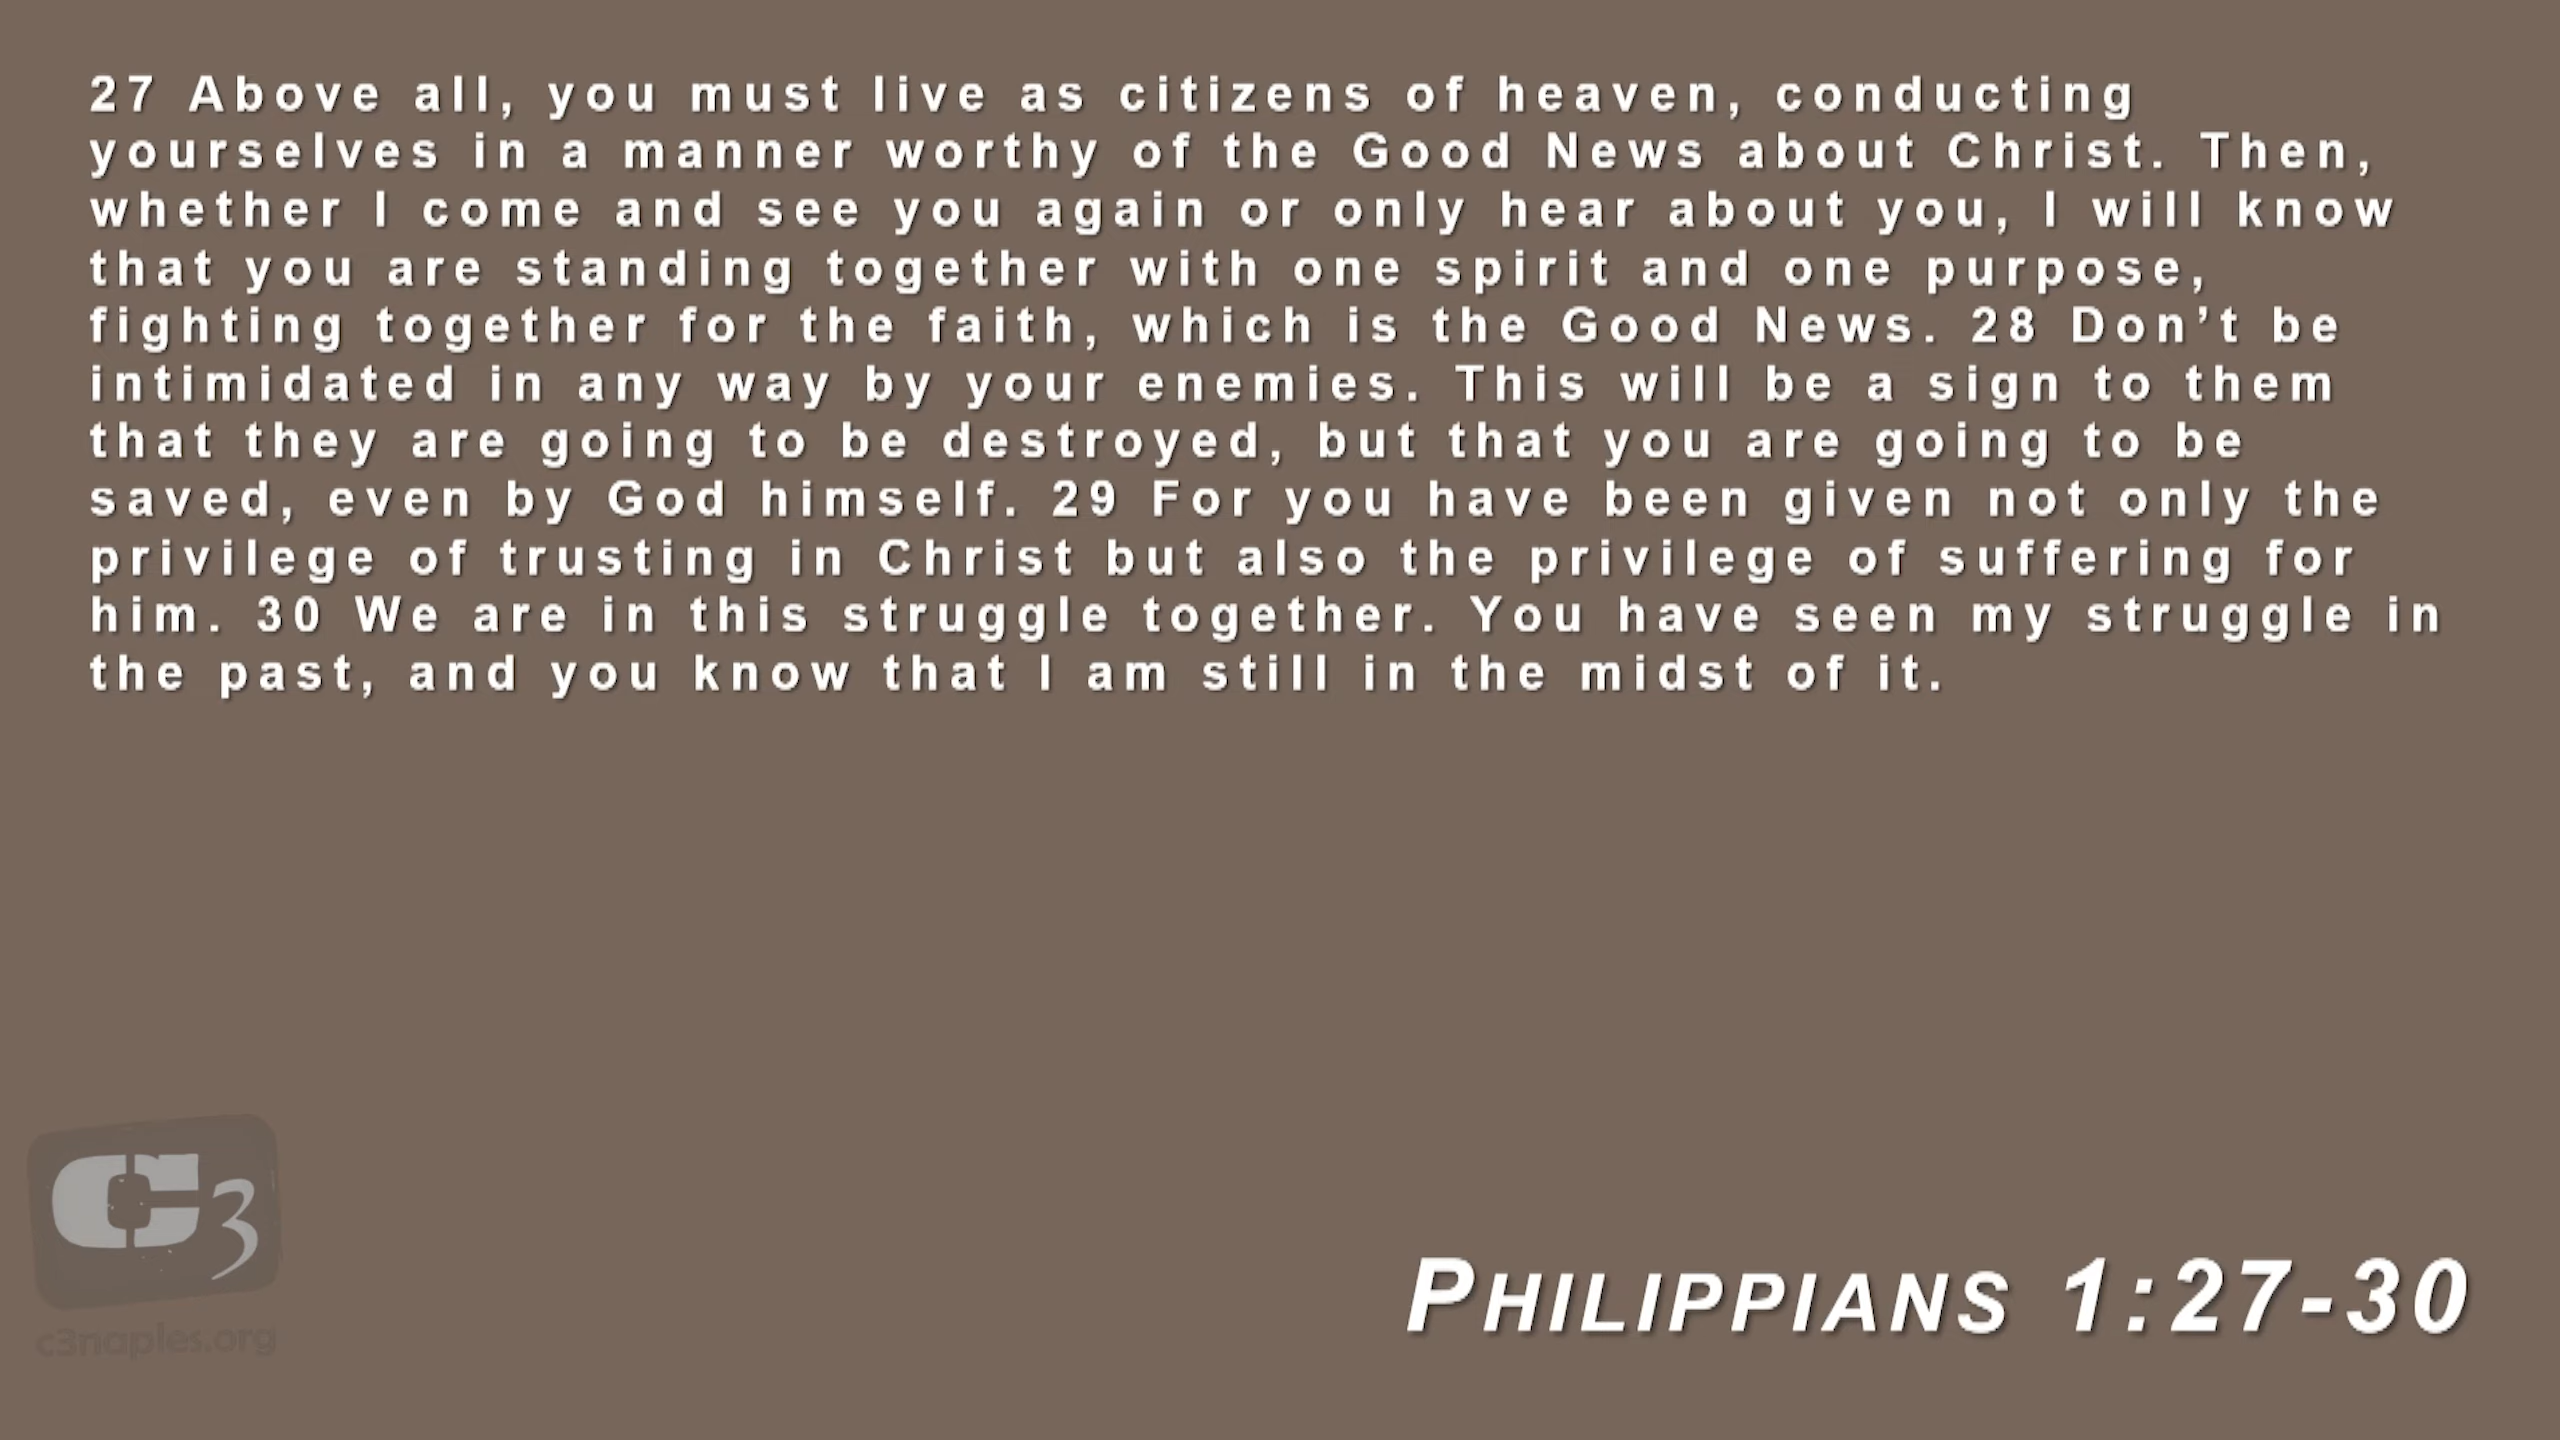 27 Above all, you must live as citizens of heaven, conducting
yourselves in a manner worthy of the Good News about Christ. Then,
whether I come and see you again or only hear about you, I will know
that you are standing together with one spirit and one purpose,
fighting together for the faith, which is the Good News. 28 Don’t be
intimidated in any way by your enemies. This will be a sign to them
that they are going to be destroyed, but that you are going to be
saved, even by God himself. 29 For you have been given not only the
privilege of trusting in Christ but also the privilege of suffering for
him. 30 We are in this struggle together. You have seen my struggle in
the past, and you know that I am still in the midst of it.
C3
c3naples.org
PHILIPPIANS 1:27-30